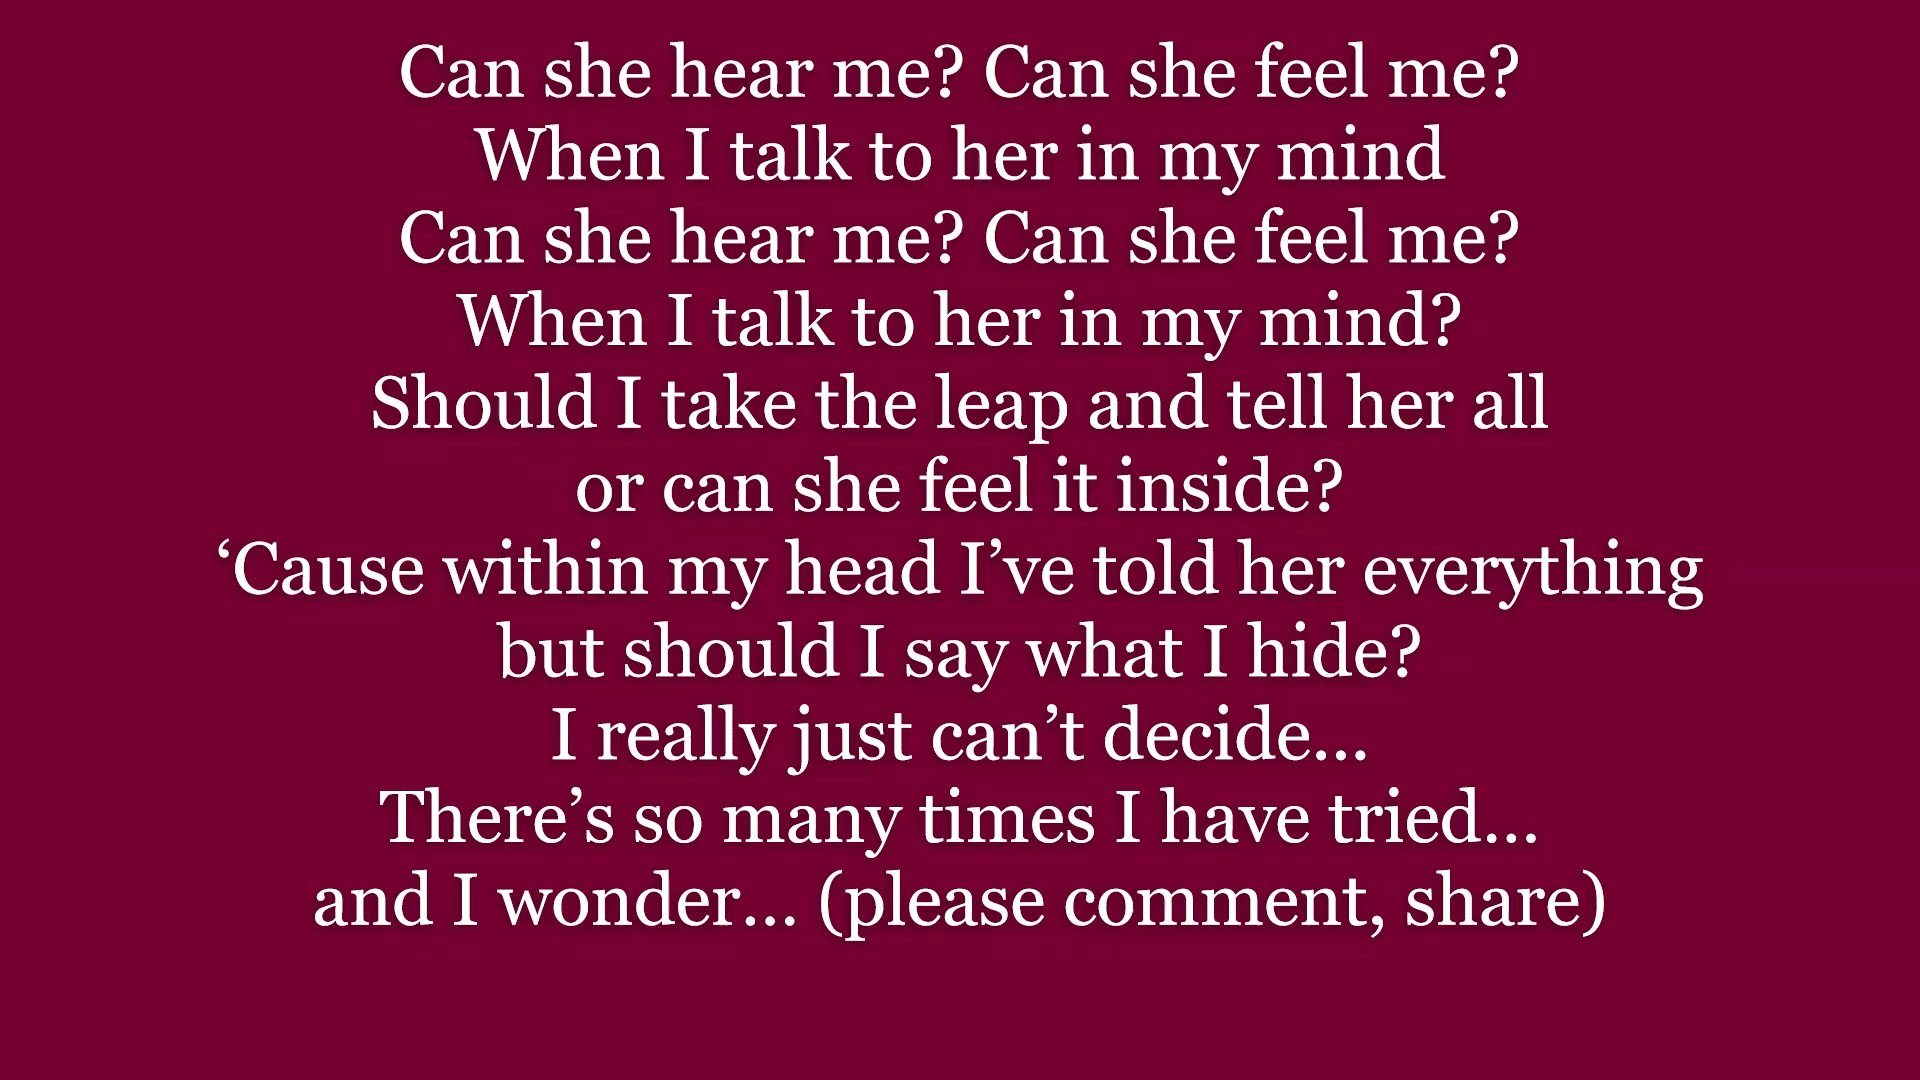 Can she hear me? Can she feel me?
When I talk to her in my mind
Can she hear me? Can she feel me?
When I talk to her in my mind?
Should I take the leap and tell her all
or can she feel it inside?
‘Cause within my head I’ve told her everything
but should I say what I hide?
I really just can’t decide...
There’s so many times I have tried...
and I wonder... (please comment, share)